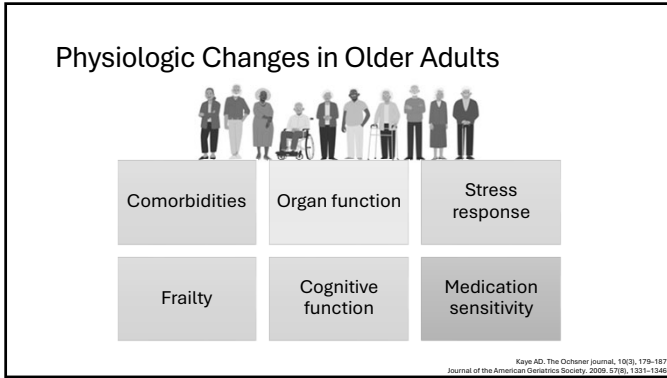 Physiologic Changes in Older Adults
Comorbidities
Organ function
Stress
response
Frailty
Cognitive
function
Medication
sensitivity
Kaye AD. The Ochsner journal, 10(3), 179–187
Journal of the American Geriatrics Society. 2009. 57(8), 1331–1346